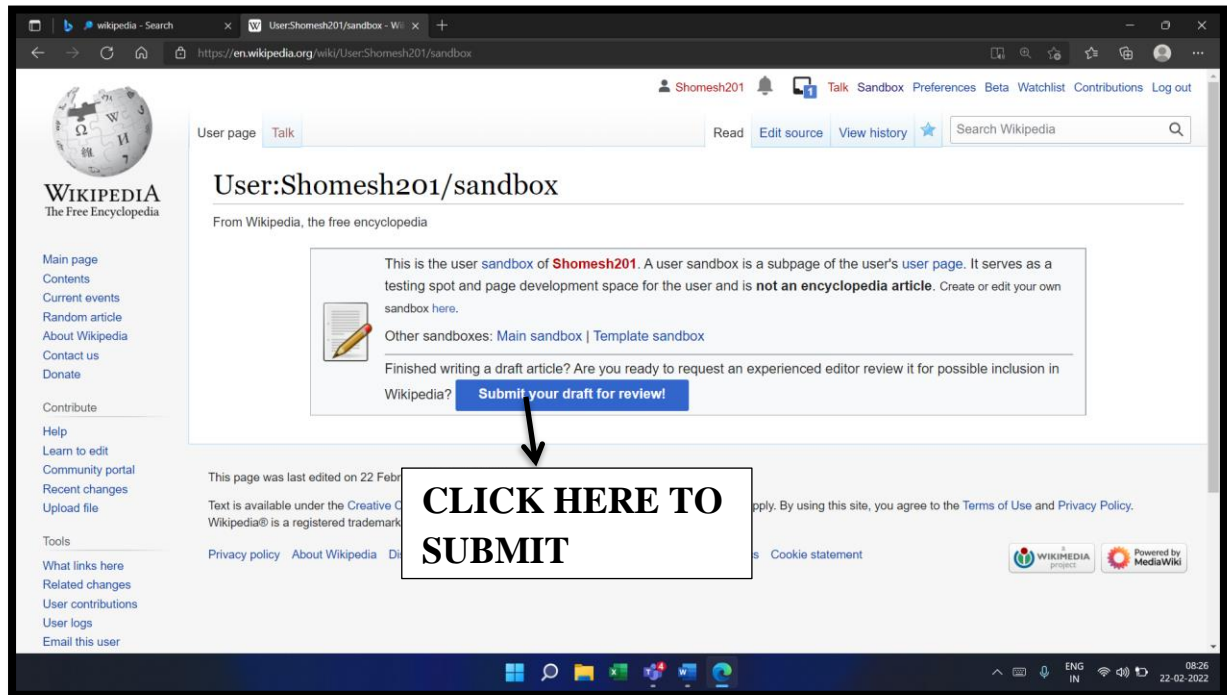 wikipedia - Search
User:Shomesh201/sandbox - Wi
https://en.wikipedia.org/wiki/User:Shomesh201/sandbox
Shomesh201 1 Talk Sandbox Preferences Beta Watchlist Contributions Log out
User page Talk Read Edit source View history Search Wikipedia
WIKIPEDIA
The Free Encyclopedia
User:Shomesh201/sandbox
From Wikipedia, the free encyclopedia
This is the user sandbox of Shomesh201. A user sandbox is a subpage of the user's user page. It serves as a
testing spot and page development space for the user and is not an encyclopedia article. Create or edit your own
sandbox here.
Other sandboxes: Main sandbox | Template sandbox
Finished writing a draft article? Are you ready to request an experienced editor review it for possible inclusion in
Wikipedia? Submit your draft for review!
Main page
Contents
Current events
Random article
About Wikipedia
Contact us
Donate
Contribute
Help
Learn to edit
Community portal
Recent changes
Upload file
Tools
What links here
Related changes
User contributions
User logs
Email this user
This page was last edited on 22 Febr
Text is available under the Creative C pply. By using this site, you agree to the Terms of Use and Privacy Policy.
Wikipedia® is a registered trademark
Privacy policy About Wikipedia Di s Cookie statement
CLICK HERE TO
SUBMIT
a
WIKIMEDIA
project
Powered by
MediaWiki
4
ENG
IN
08:26
22-02-2022